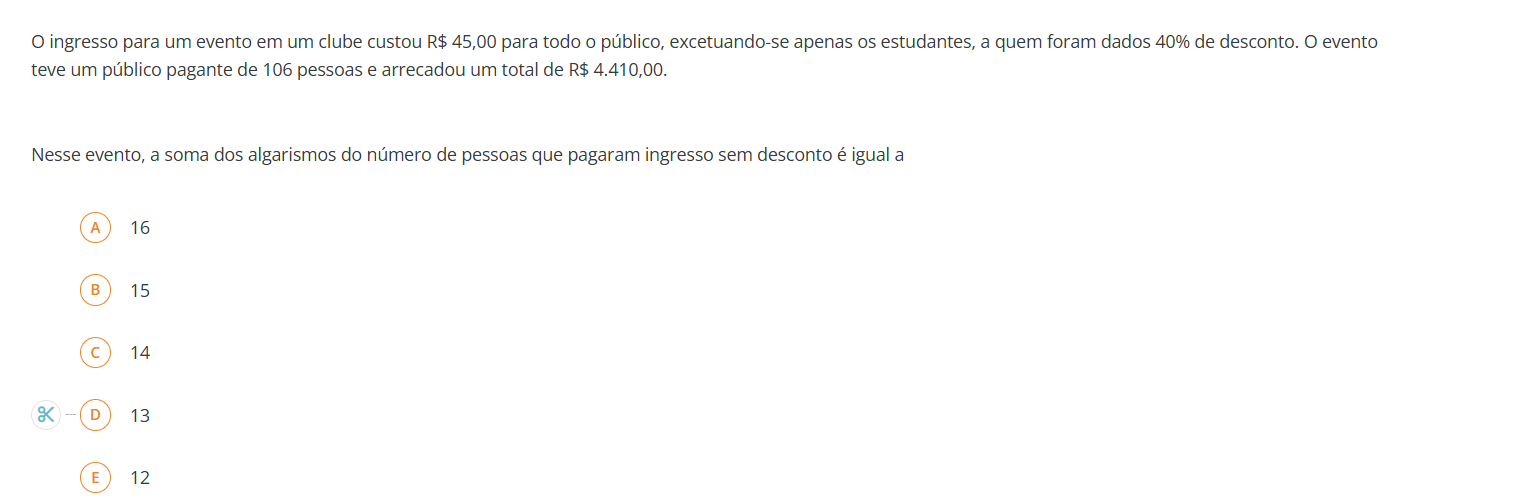 O ingresso para um evento em um clube custou R$ 45,00 para todo o público, excetuando-se apenas os estudantes, a quem foram dados 40% de desconto. O evento
teve um público pagante de 106 pessoas e arrecadou um total de R$ 4.410,00.
Nesse evento, a soma dos algarismos do número de pessoas que pagaram ingresso sem desconto é igual a
A 16
B 15
C 14
D 13
E 12